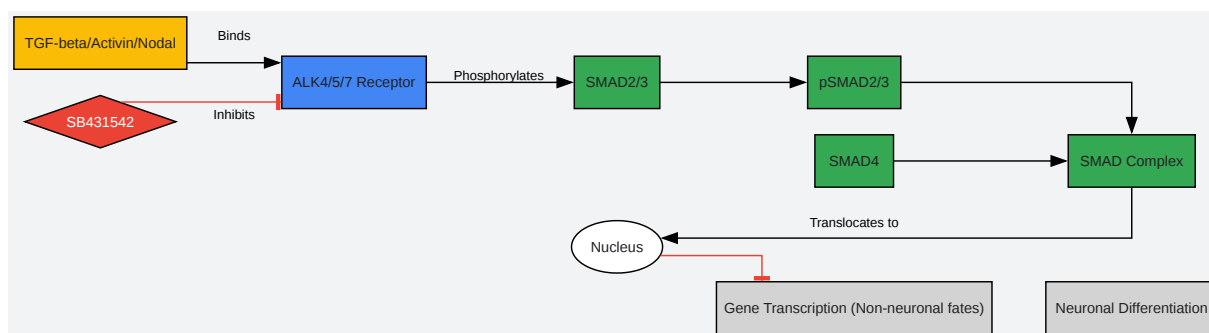 TGF-beta/Activin/Nodal
Binds
ALK4/5/7 Receptor
Phosphorylates
SMAD2/3
pSMAD2/3
SB431542
Inhibits
SMAD4
SMAD Complex
Translocates to
Nucleus
Gene Transcription (Non-neuronal fates)
Neuronal Differentiation